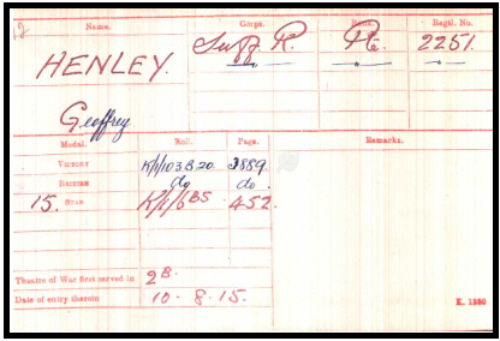 Name. Corps. Rank. Regtl. No.
HENLEY. Suff R. Pte. 2251.
Geoffrey
Medal. Roll. Page. Remarks.
VICTORY K/1/103 B20. 3889.
BRITISH do do.
15. STAR K/1/6 BS. 452.
Theatre of War first served in 2B.
Date of entry therein 10. 8. 15.
K. 1380